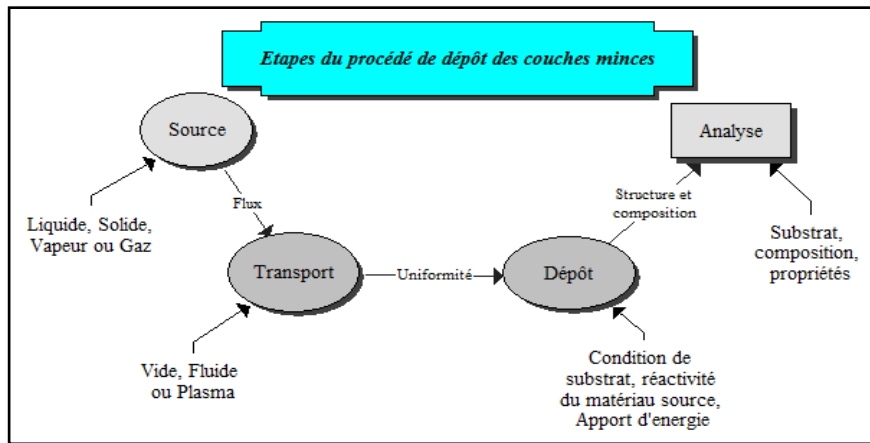 Etapes du procédé de dépôt des couches minces
Source
Analyse
Flux
Structure et
composition
Liquide, Solide,
Vapeur ou Gaz
Substrat,
composition,
propriétés
Transport
Uniformité
Dépôt
Vide, Fluide
ou Plasma
Condition de
substrat, réactivité
du matériau source,
Apport d'energie